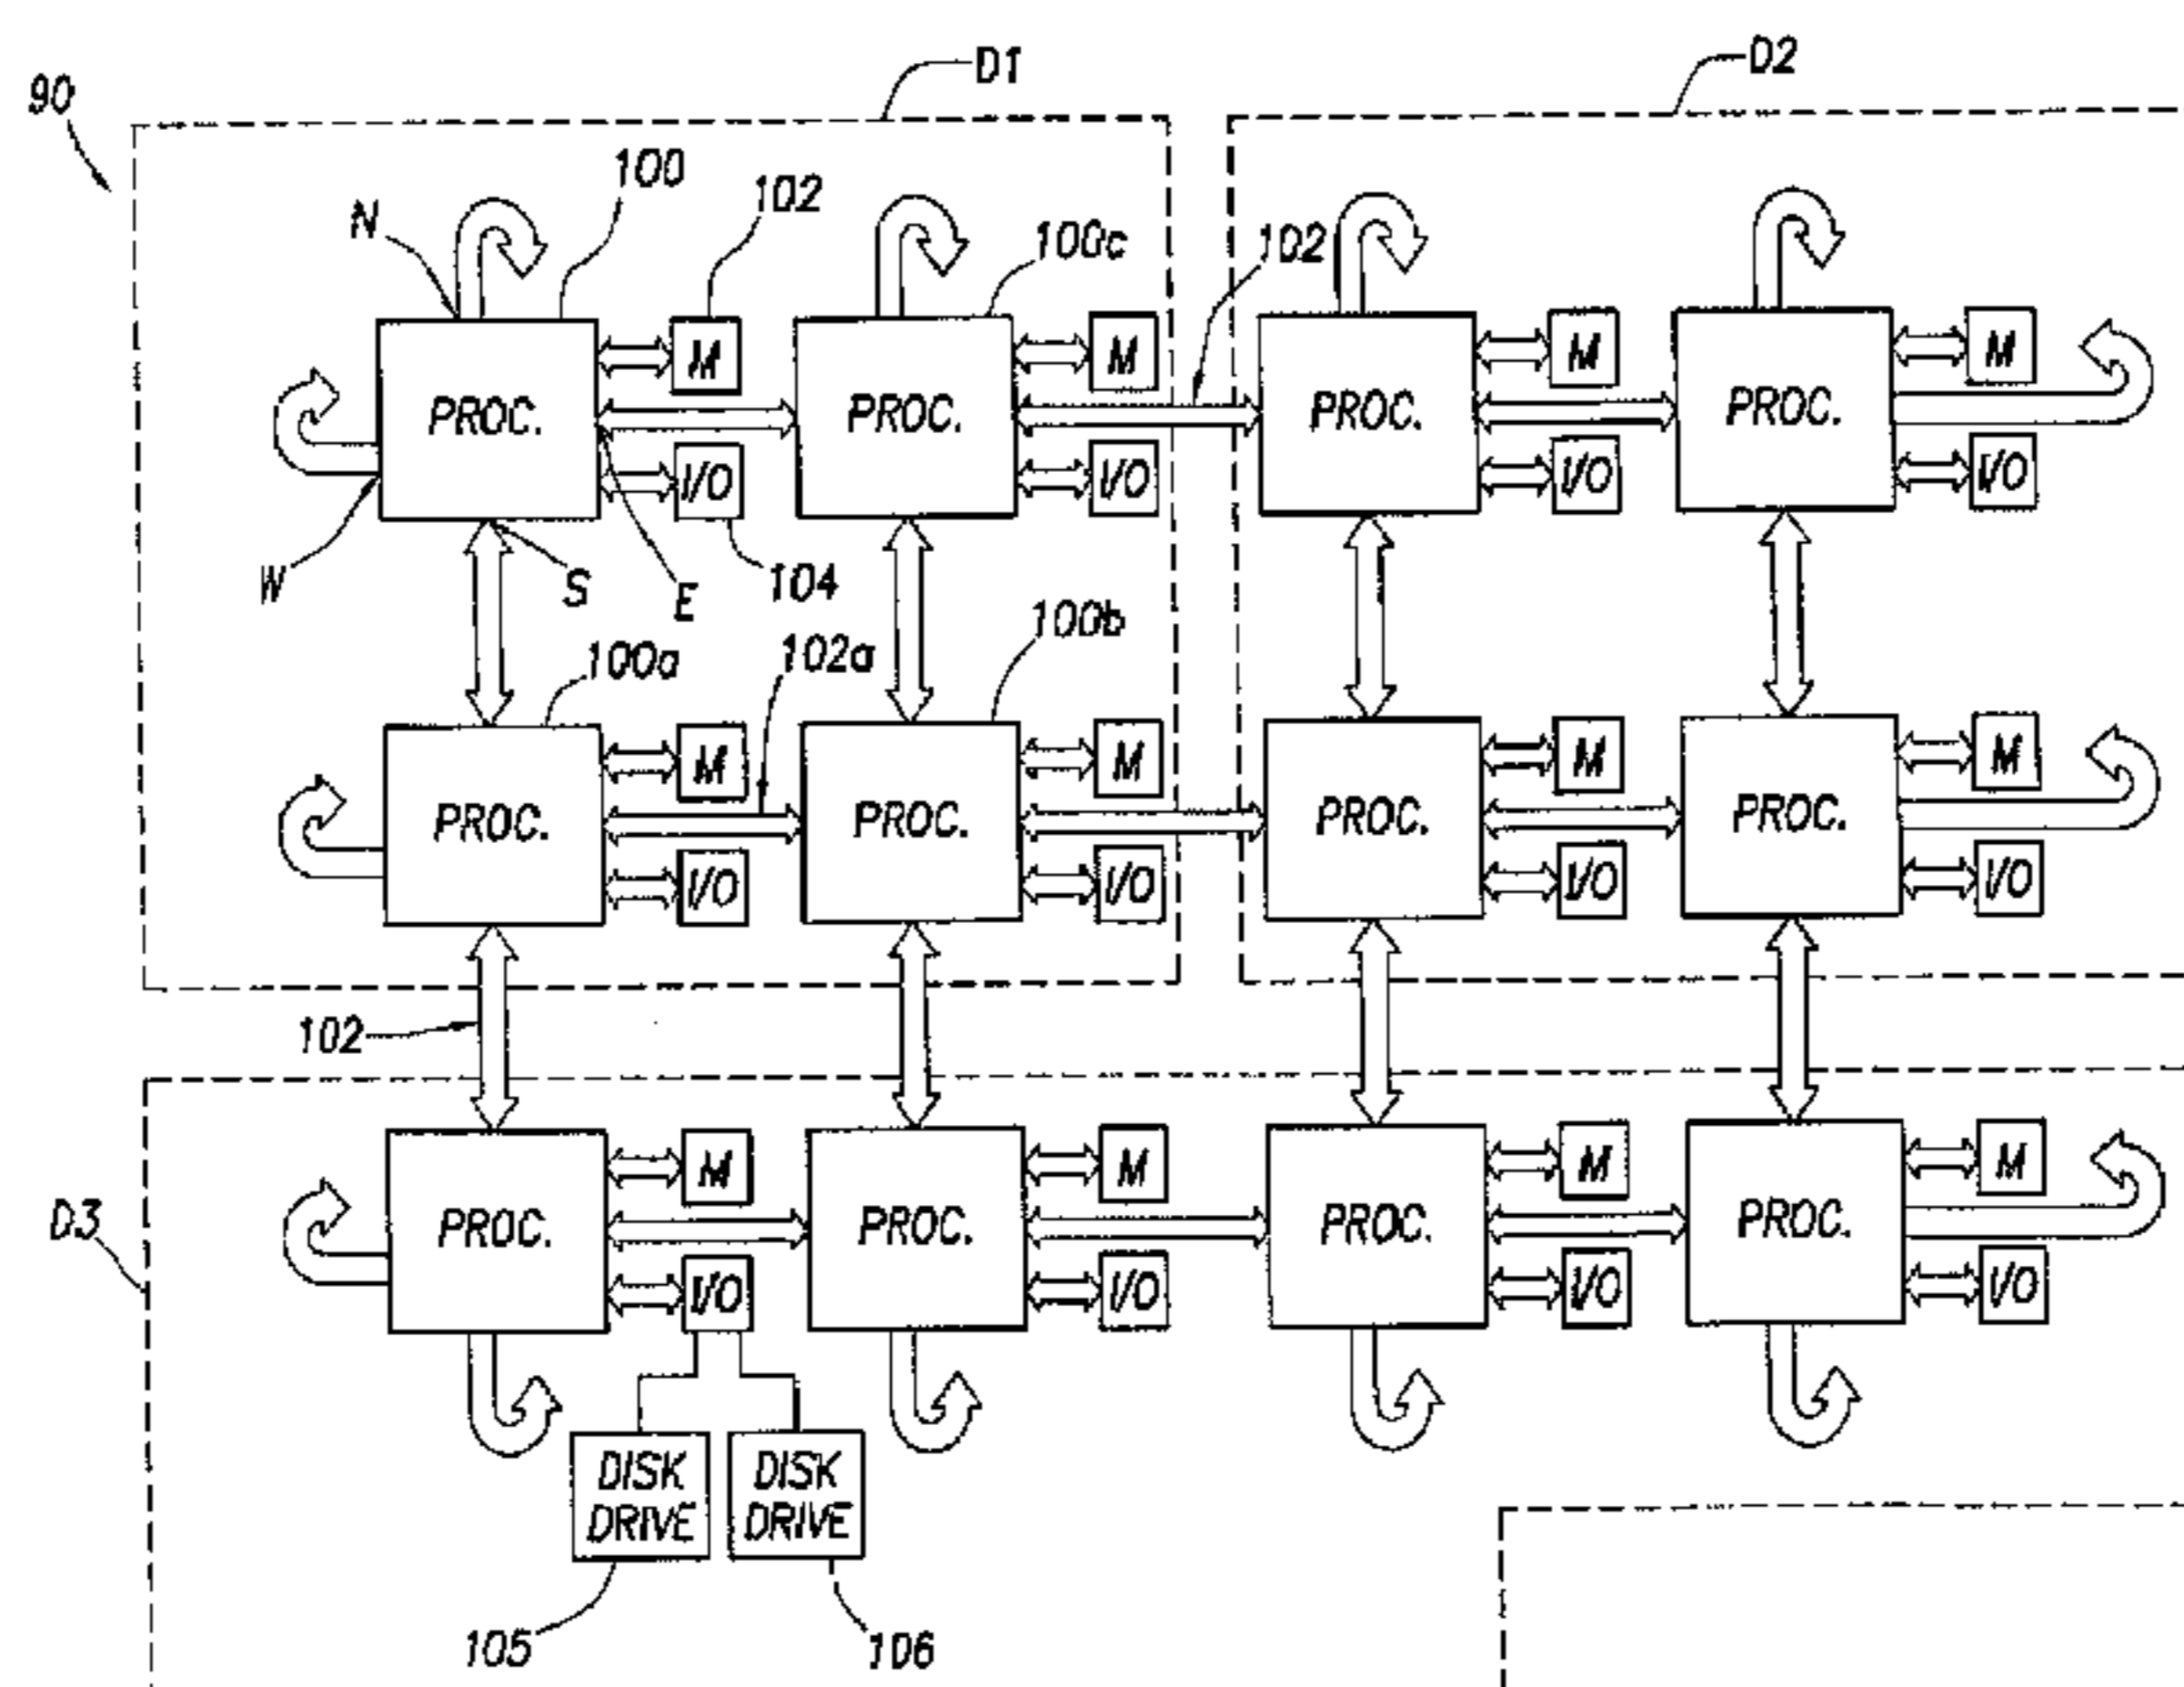 D1
D2
90
100
102
N
100c
102
M
M
M
M
PROC.
PROC.
PROC.
PROC.
I/O
I/O
I/O
I/O
W
S
E
104
100a
102a
100b
M
M
M
M
PROC.
PROC.
PROC.
PROC.
I/O
I/O
I/O
I/O
102
M
M
M
M
D3
PROC.
PROC.
PROC.
PROC.
I/O
I/O
I/O
I/O
DISK
DRIVE
DISK
DRIVE
105
106